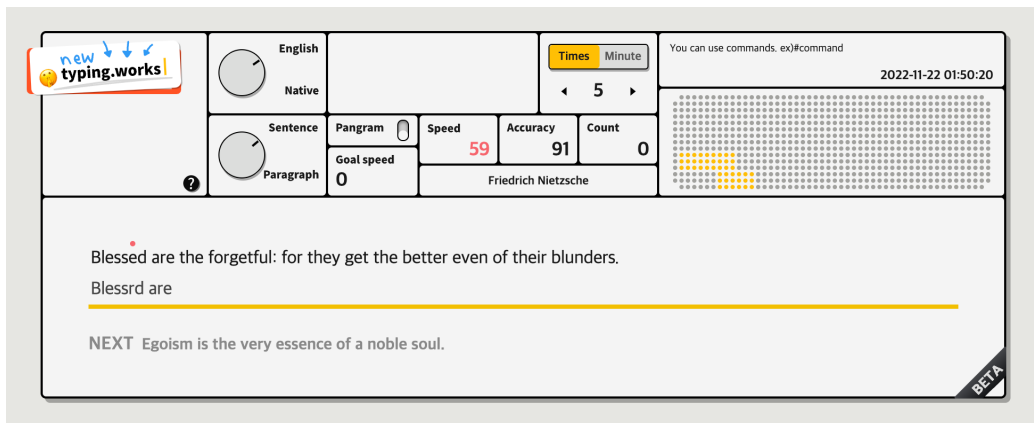 new
typing.works
English
Native
Times Minute
5
You can use commands. ex)#command
2022-11-22 01:50:20
Sentence
Paragraph
Pangram
Goal speed
0
Speed
59
Accuracy
91
Count
0
Friedrich Nietzsche
?
Blessed are the forgetful: for they get the better even of their blunders.
Blessrd are
NEXT Egoism is the very essence of a noble soul.
BETA